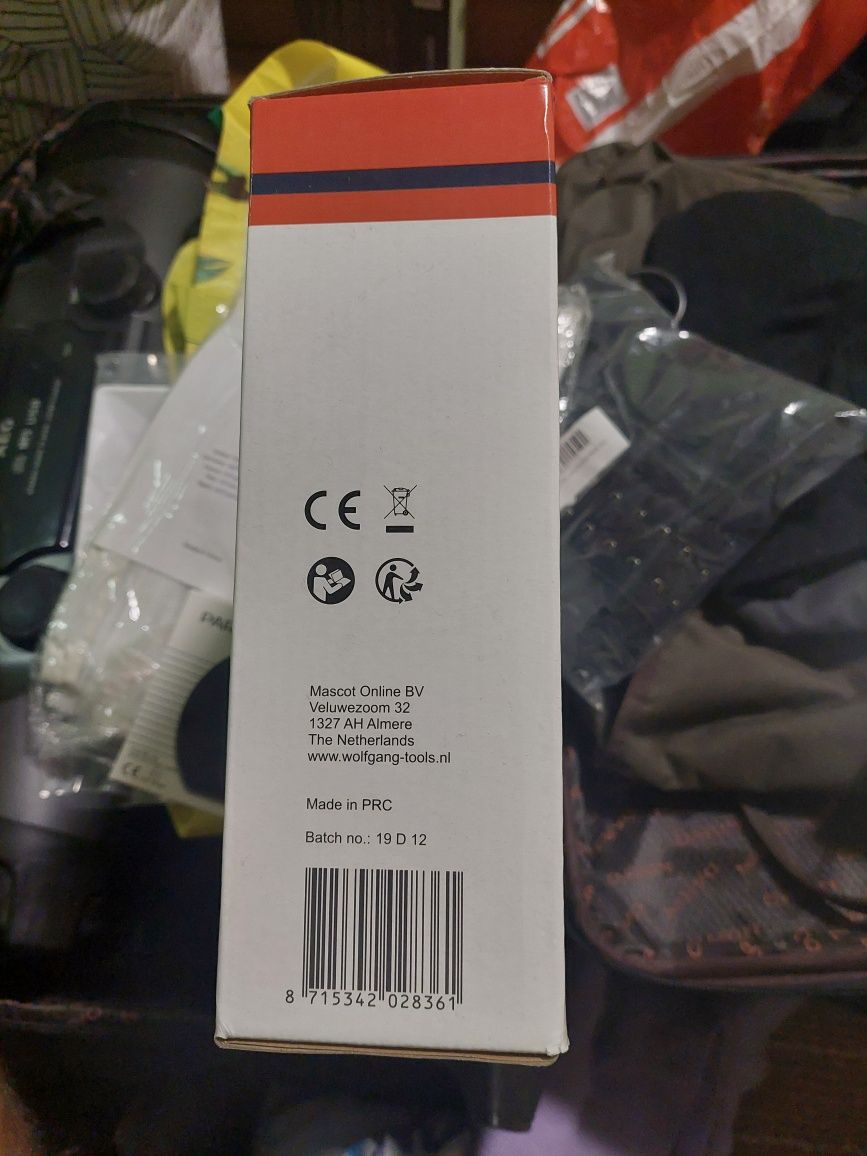 CE
Mascot Online BV
Veluwezoom 32
1327 AH Almere
The Netherlands
www.wolfgang-tools.nl
Made in PRC
Batch no.: 19 D 12
8 715342 028361
CE